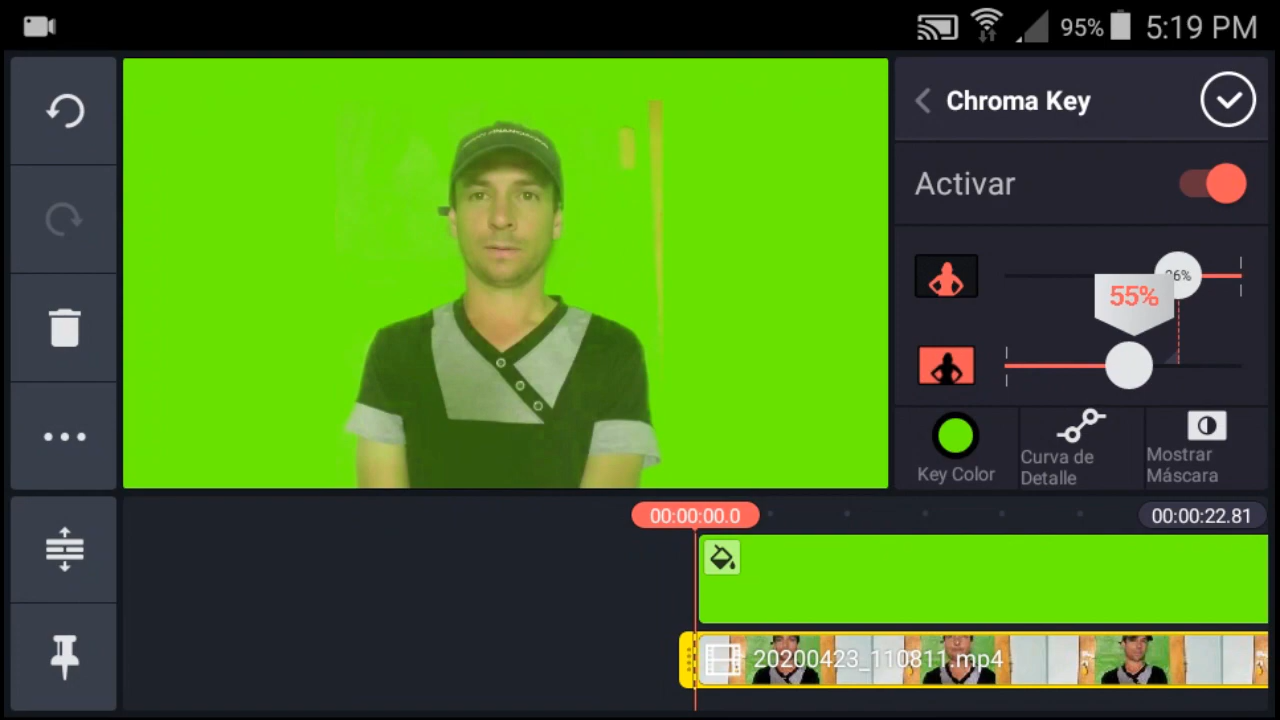 95% 5:19 PM
Chroma Key
Activar
55%
Key Color
Curva de
Detalle
Mostrar
Máscara
00:00:00.0
00:00:22.81
20200423_110811.mp4